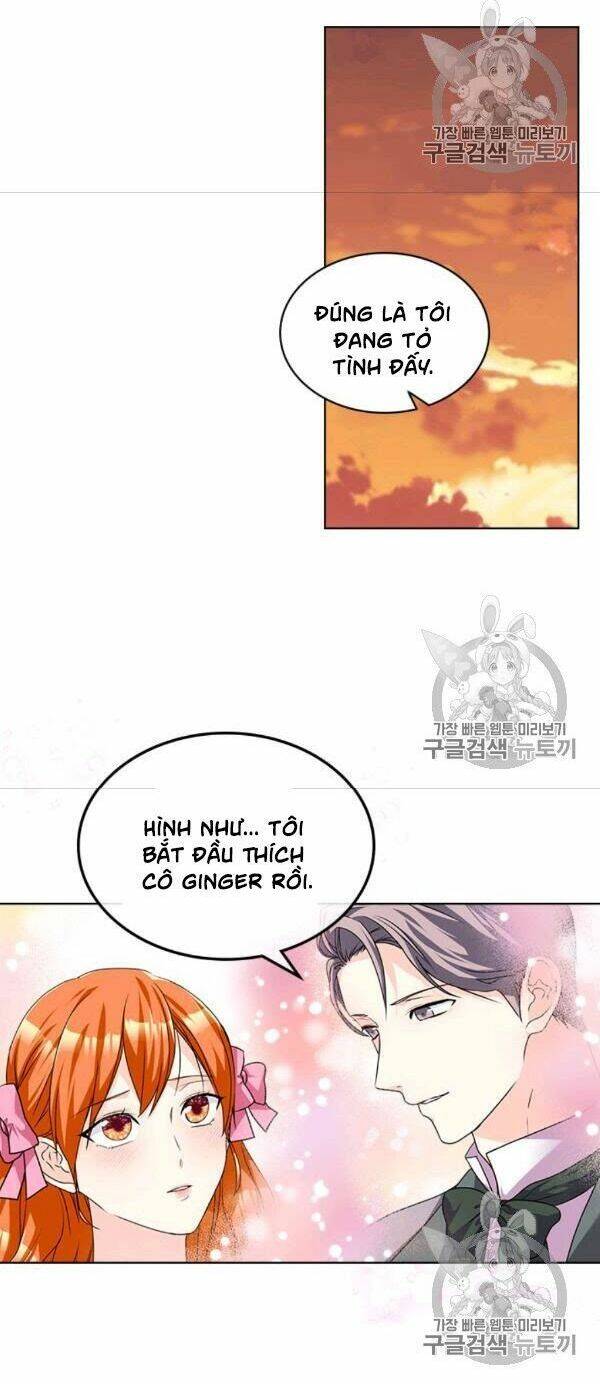 가장 빠른 웹툰 미리보기
구글검색 뉴토끼
ĐÚNG LÀ TÔI
ĐANG TỎ
TÌNH ĐẤY.
가장 빠른 웹툰 미리보기
구글검색 뉴토끼
HÌNH NHƯ... TÔI
BẮT ĐẦU THÍCH
CÔ GINGER RỒI.
가장 빠른 웹툰 미리보기
구글검색 뉴토끼